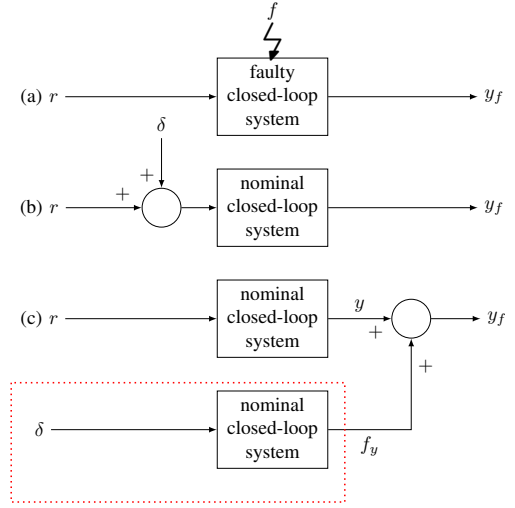 f
(a) r
faulty
closed-loop
system
y_f
δ
+
+
(b) r
nominal
closed-loop
system
y_f
(c) r
nominal
closed-loop
system
y
+
y_f
+
δ
nominal
closed-loop
system
f_y